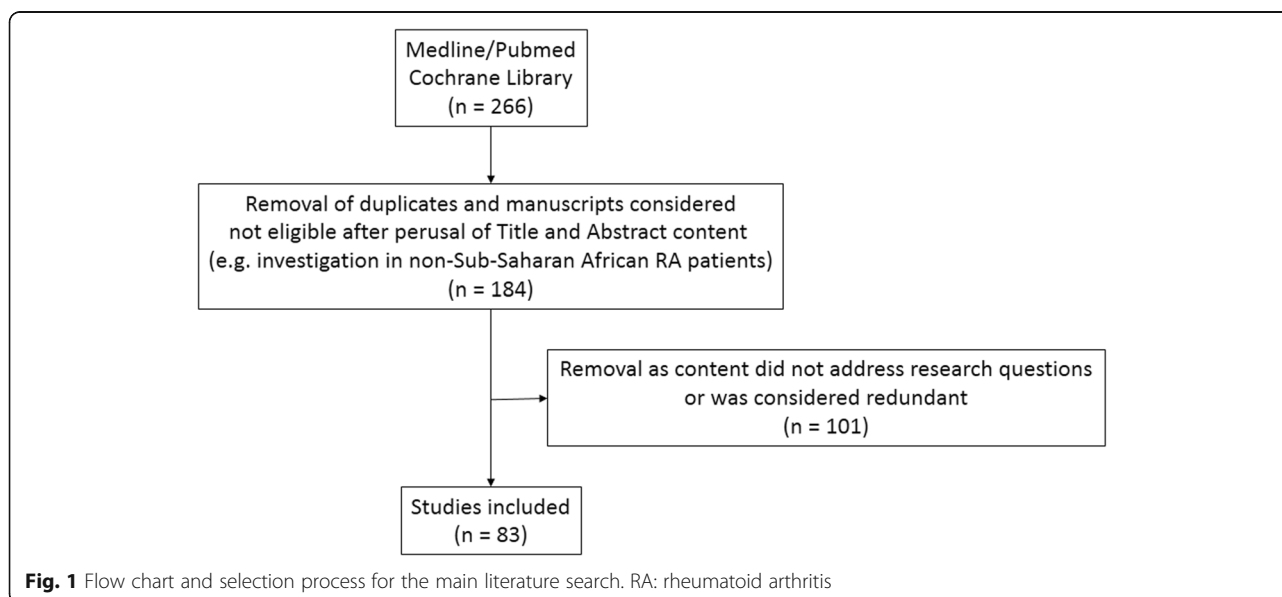 Medline/Pubmed
Cochrane Library
(n = 266)
Removal of duplicates and manuscripts considered
not eligible after perusal of Title and Abstract content
(e.g. investigation in non-Sub-Saharan African RA patients)
(n = 184)
Removal as content did not address research questions
or was considered redundant
(n = 101)
Studies included
(n = 83)
Fig. 1 Flow chart and selection process for the main literature search. RA: rheumatoid arthritis